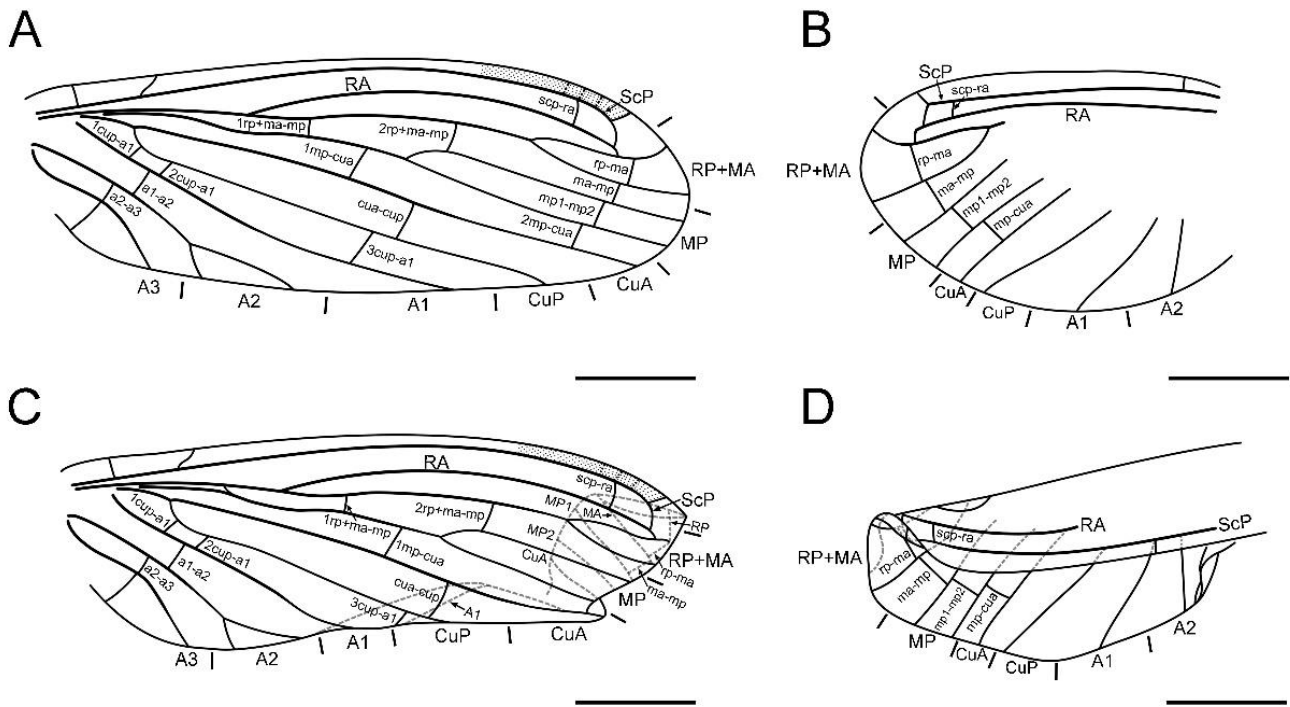 A
RA
ScP
scp-ra
1rp+ma-mp
2rp+ma-mp
1cup-a1
1mp-cua
rp-ma
RP+MA
ma-mp
2cup-a1
a1-a2
a2-a3
mp1-mp2
cua-cup
2mp-cua
MP
3cup-a1
CuA
CuP
A3
A2
A1
B
ScP
scp-ra
RA
RP+MA
rp-ma
ma-mp
mp1-mp2
mp-cua
MP
CuA
CuP
A1
A2
C
RA
scp-ra
ScP
MP1
MA
RP
1cup-a1
2rp+ma-mp
MP2
1rp+ma-mp
1mp-cua
CuA
RP+MA
rp-ma
2cup-a1
a1-a2
a2-a3
ma-mp
cua-cup
MP
3cup-a1
A1
CuA
CuP
A1
A3
A2
D
RA
ScP
scp-ra
RP+MA
rp-ma
ma-mp
mp1-mp2
mp-cua
A2
MP
CuA
CuP
A1